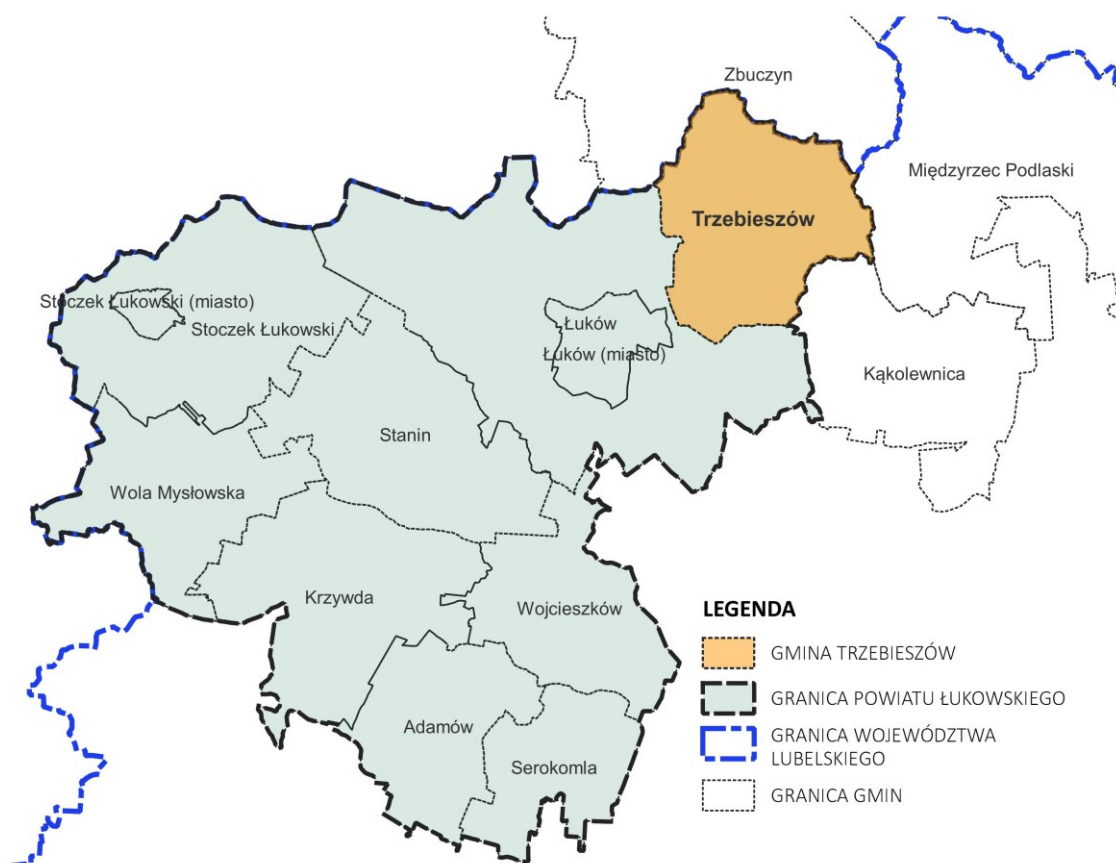 Zbuczyn
Międzyrzec Podlaski
Trzebieszów
Stoczek Łukowski (miasto)
Stoczek Łukowski
Łuków
Łuków (miasto)
Kąkolewnica
Stanin
Wola Mysłowska
Krzywda
Wojcieszków
Adamów
Serokomla
LEGENDA
GMINA TRZEBIESZÓW
GRANICA POWIATU ŁUKOWSKIEGO
GRANICA WOJEWÓDZTWA
LUBELSKIEGO
GRANICA GMIN